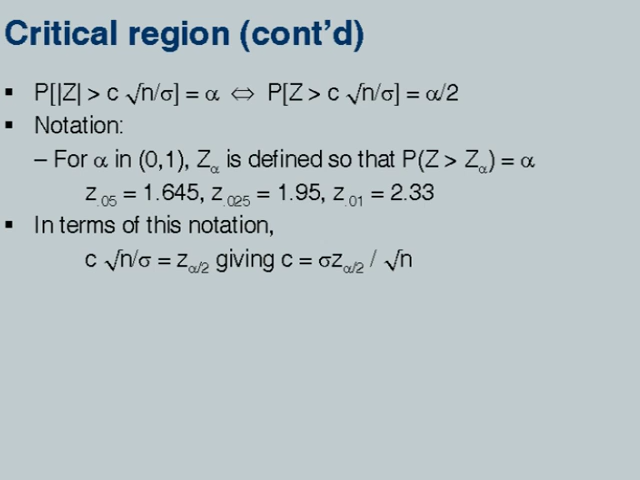 Critical region (cont’d)
▪ P[|Z| > c √n/σ] = α ⇔ P[Z > c √n/σ] = α/2
▪ Notation:
– For α in (0,1), Zα is defined so that P(Z > Zα) = α
z.05 = 1.645, z.025 = 1.95, z.01 = 2.33
▪ In terms of this notation,
c √n/σ = zα/2 giving c = σzα/2 / √n